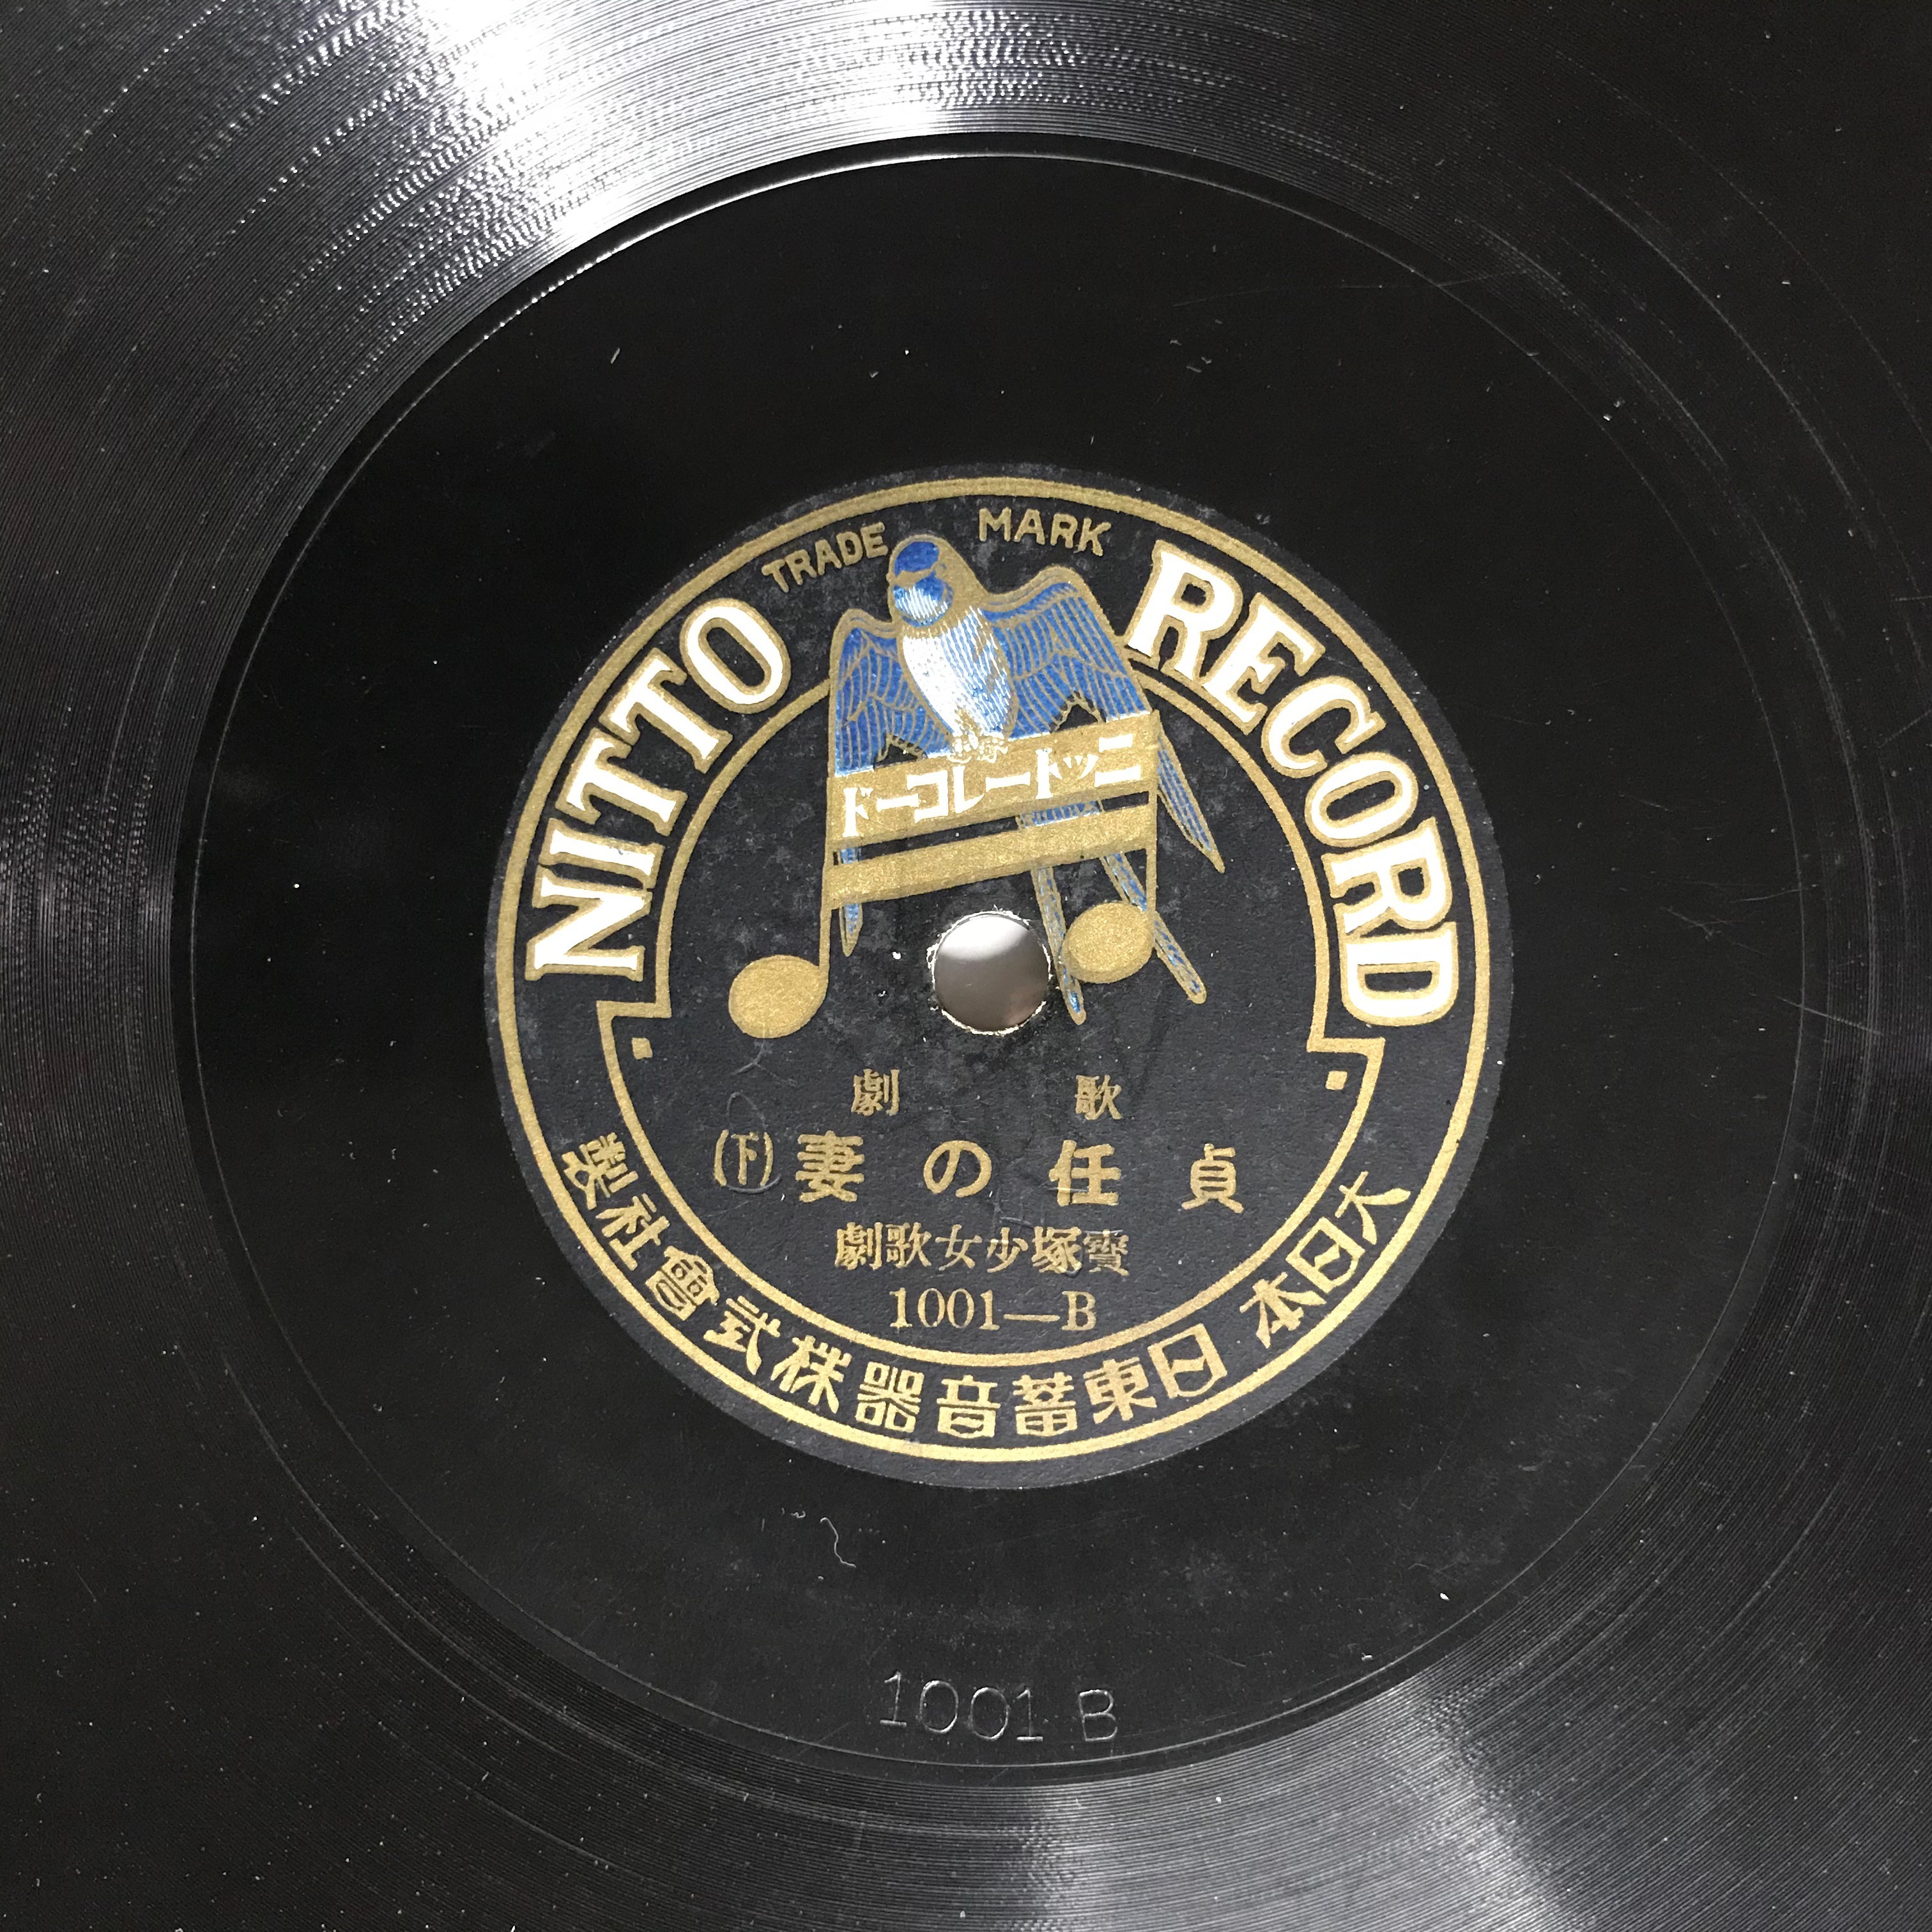 TRADE MARK
NITTO RECORD
ニットーレコード
歌劇
貞任の妻(下)
寶塚少女歌劇
1001—B
大日本 日東蓄音器株式會社製
1001 B